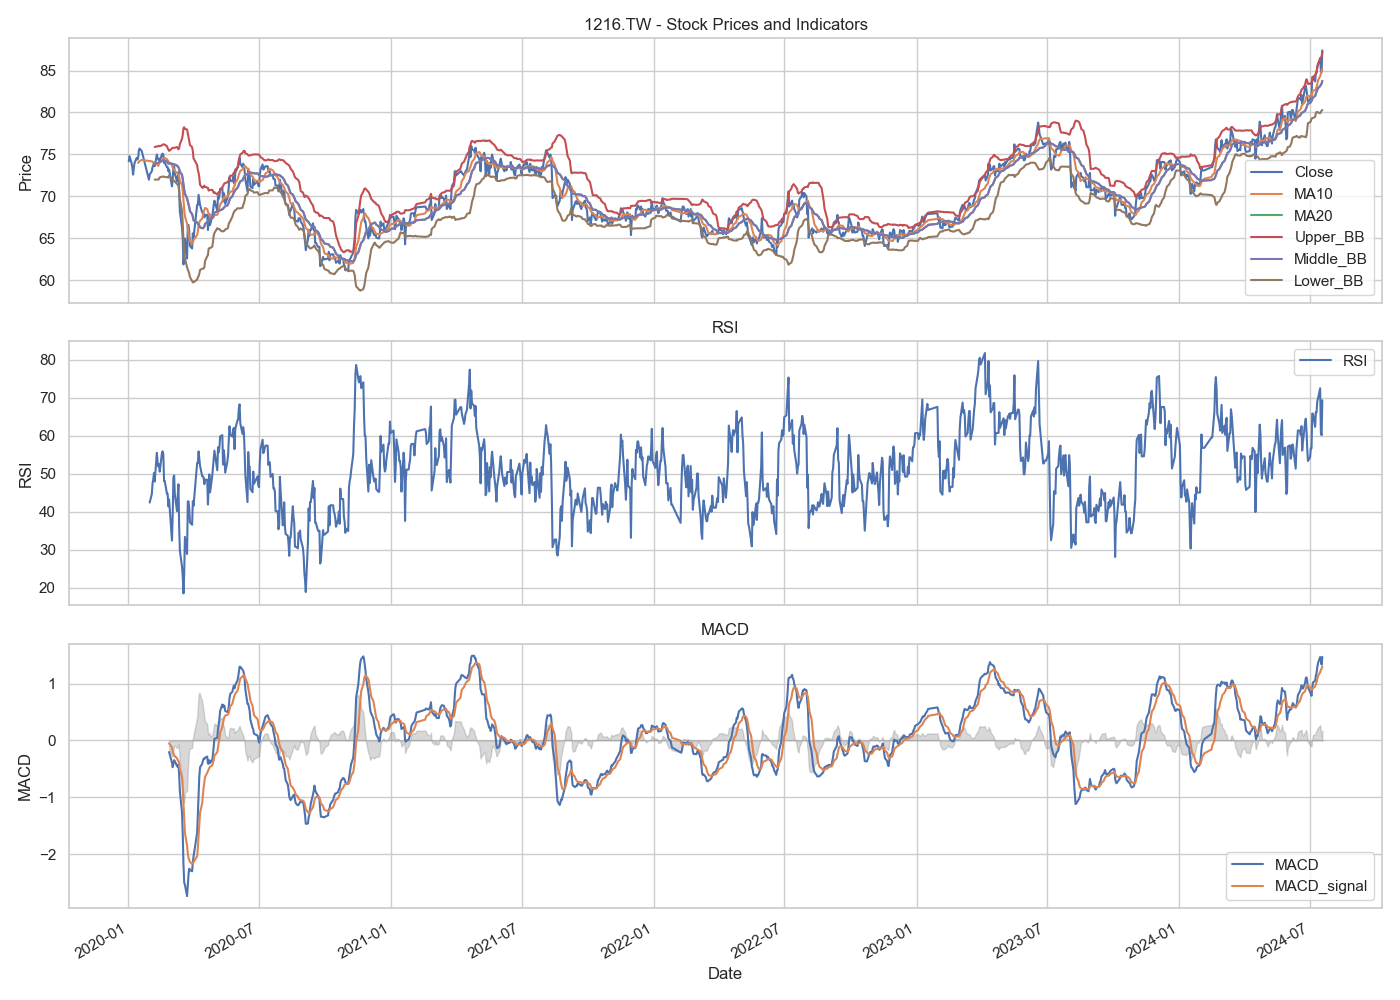 1216.TW - Stock Prices and Indicators
85
80
75
70
65
60
Price
Close
MA10
MA20
Upper_BB
Middle_BB
Lower_BB
RSI
80
70
60
50
40
30
20
RSI
RSI
MACD
1
0
−1
−2
MACD
MACD
MACD_signal
2020-01
2020-07
2021-01
2021-07
2022-01
2022-07
2023-01
2023-07
2024-01
2024-07
Date